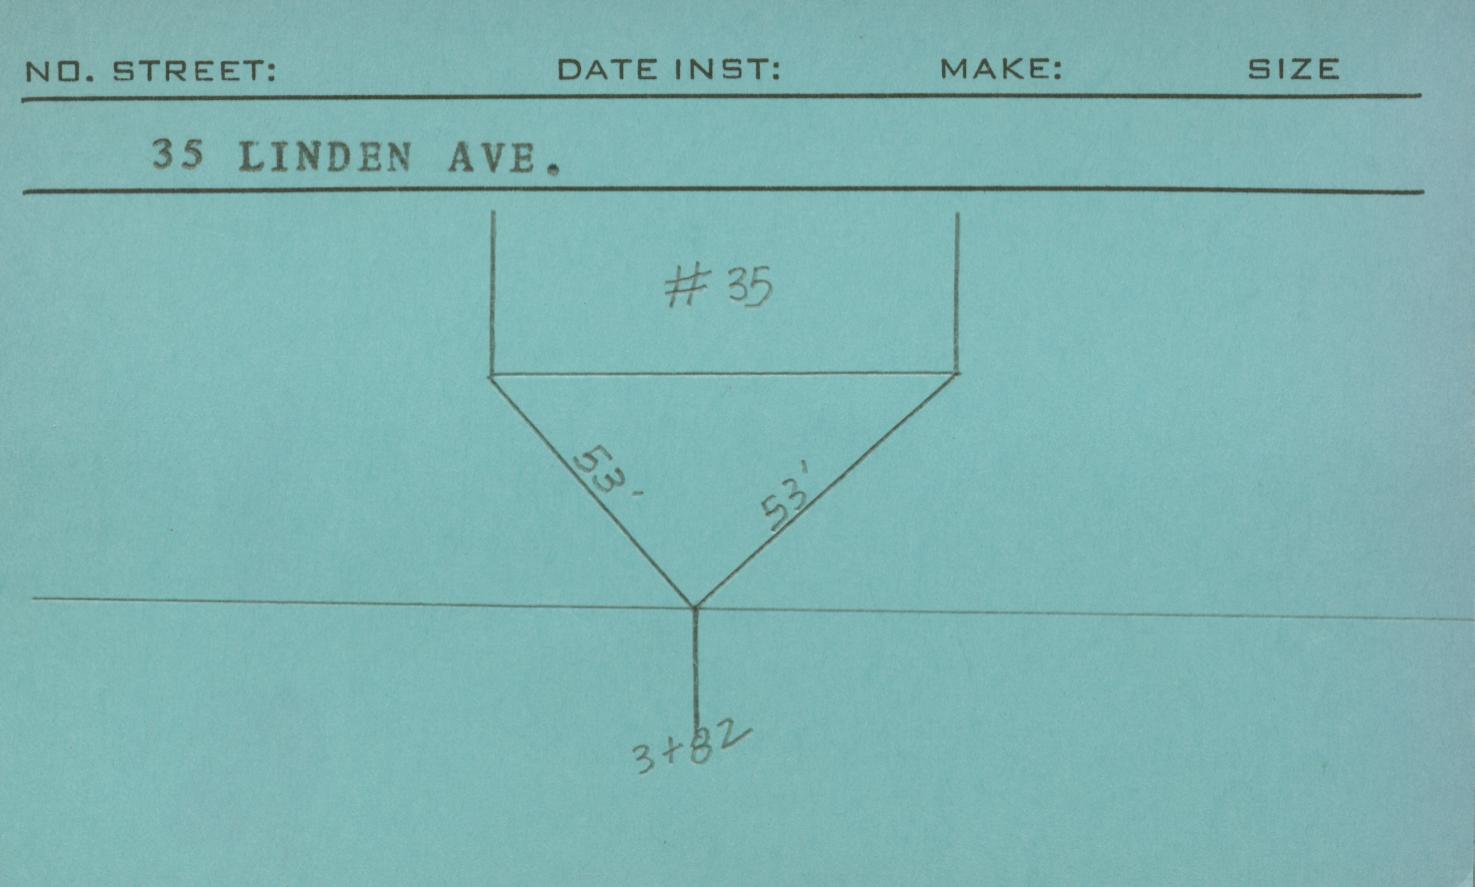 NO. STREET: DATE INST: MAKE: SIZE
35 LINDEN AVE.
# 35
53'
53'
3+82